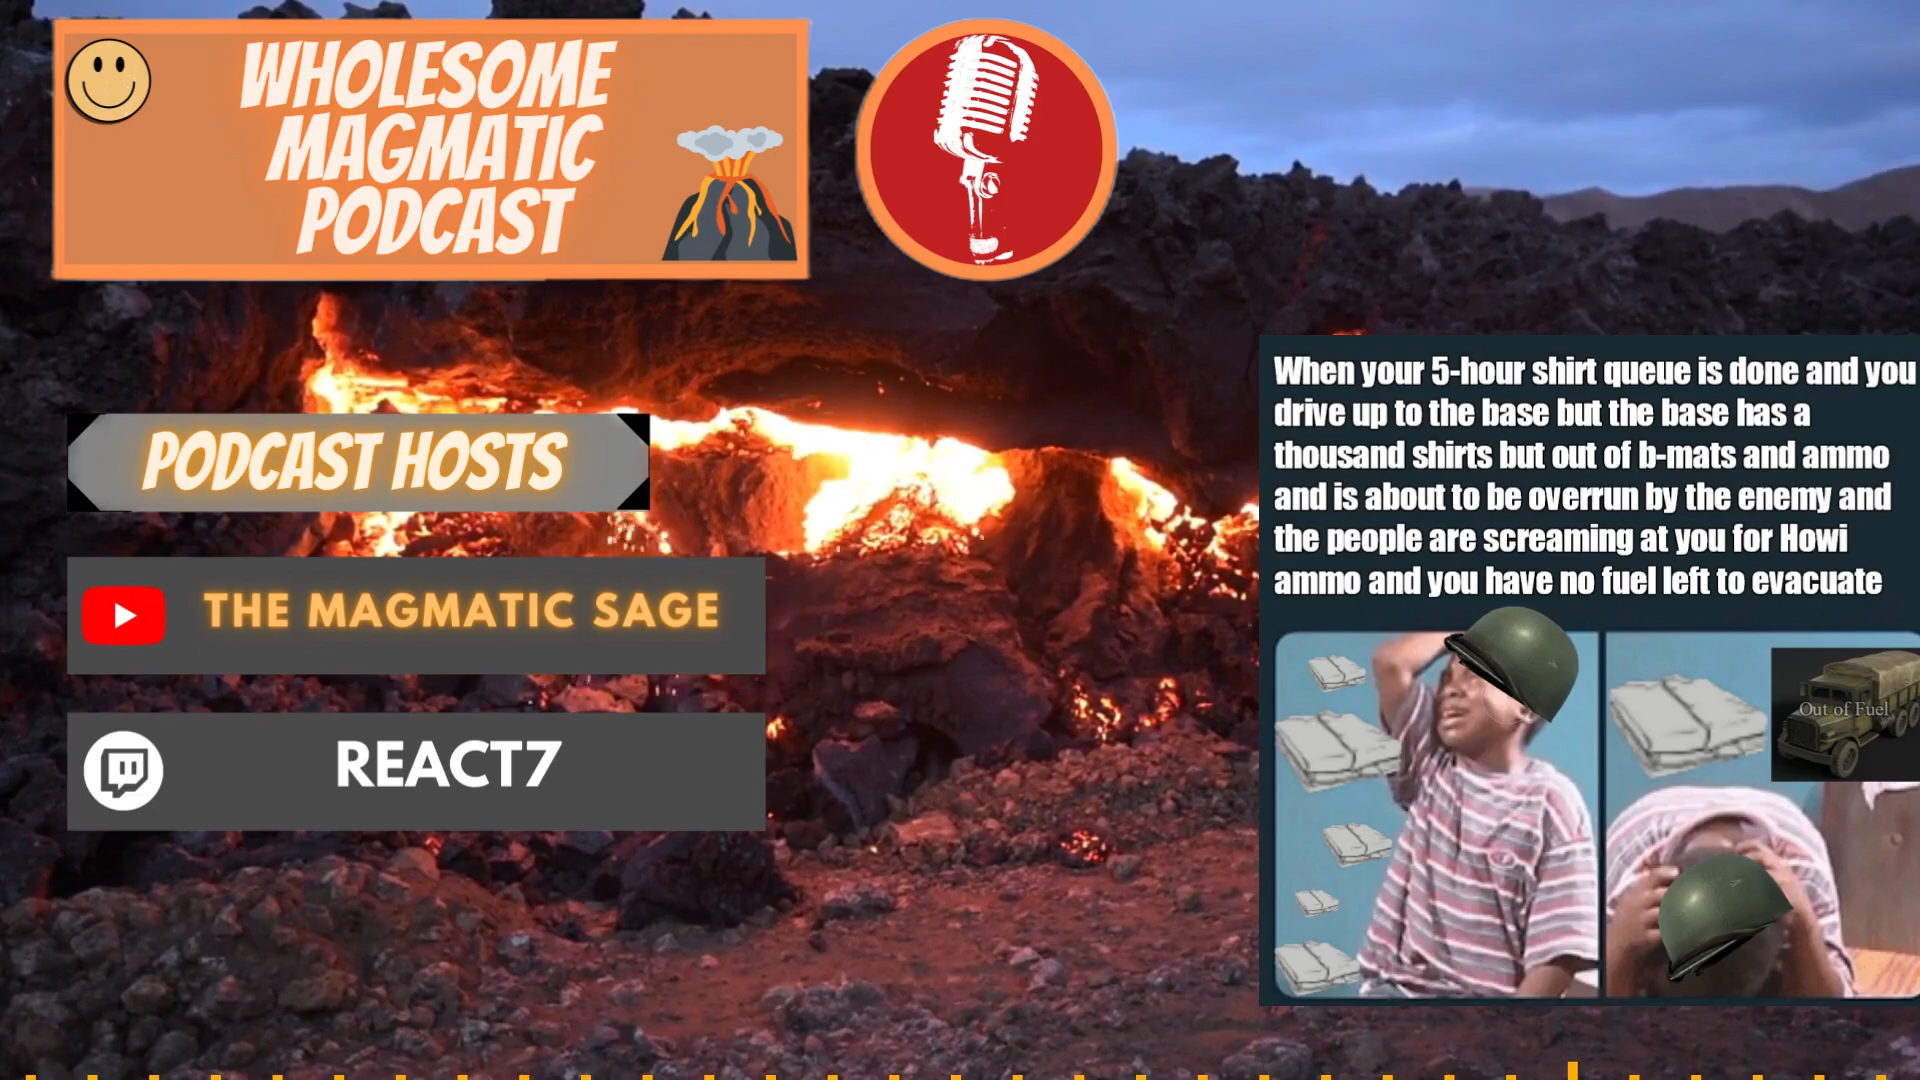 WHOLESOME
MAGMATIC
PODCAST
PODCAST HOSTS
THE MAGMATIC SAGE
REACT7
When your 5-hour shirt queue is done and you
drive up to the base but the base has a
thousand shirts but out of b-mats and ammo
and is about to be overrun by the enemy and
the people are screaming at you for Howi
ammo and you have no fuel left to evacuate
Out of Fuel